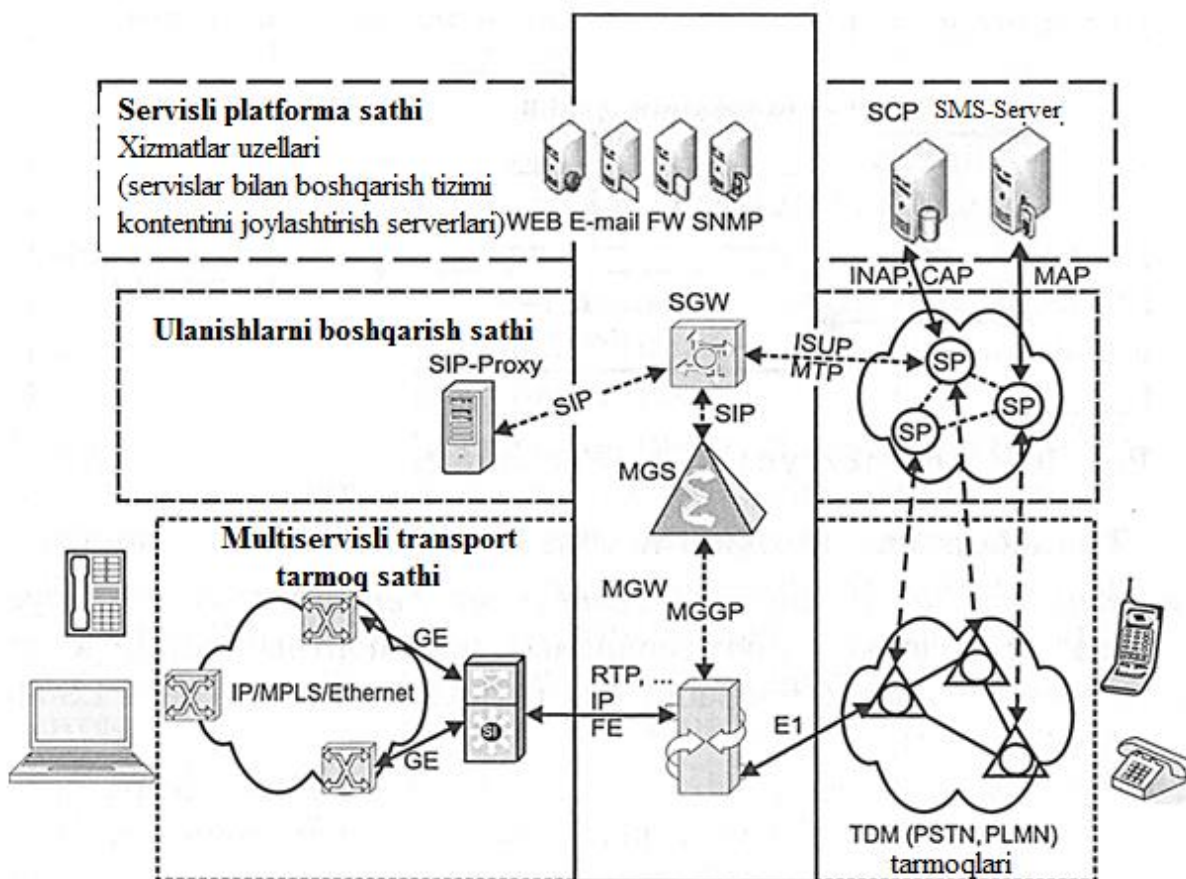 Servisli platforma sathi
Xizmatlar uzellari
(servislar bilan boshqarish tizimi
kontentini joylashtirish serverlari)
WEB E-mail FW SNMP
SCP SMS-Server
INAP, CAP
MAP
Ulanishlarni boshqarish sathi
SGW
SIP-Proxy
SIP
ISUP
MTP
SIP
MGS
SP
SP
SP
Multiservisli transport
tarmoq sathi
MGW
MGGP
GE
IP/MPLS/Ethernet
SI
GE
RTP, ...
IP
FE
E1
TDM (PSTN, PLMN)
tarmoqlari